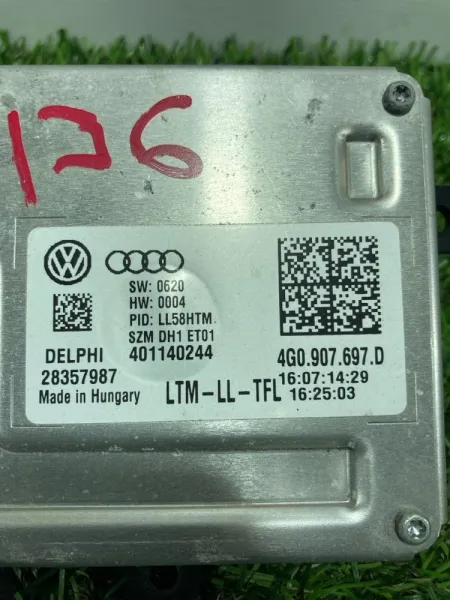 126
SW: 0620
HW: 0004
PID: LL58HTM
SZM DH1 ET01
DELPHI 401140244 4G0.907.697.D
28357987 16:07:14:29
Made in Hungary LTM-LL-TFL 16:25:03